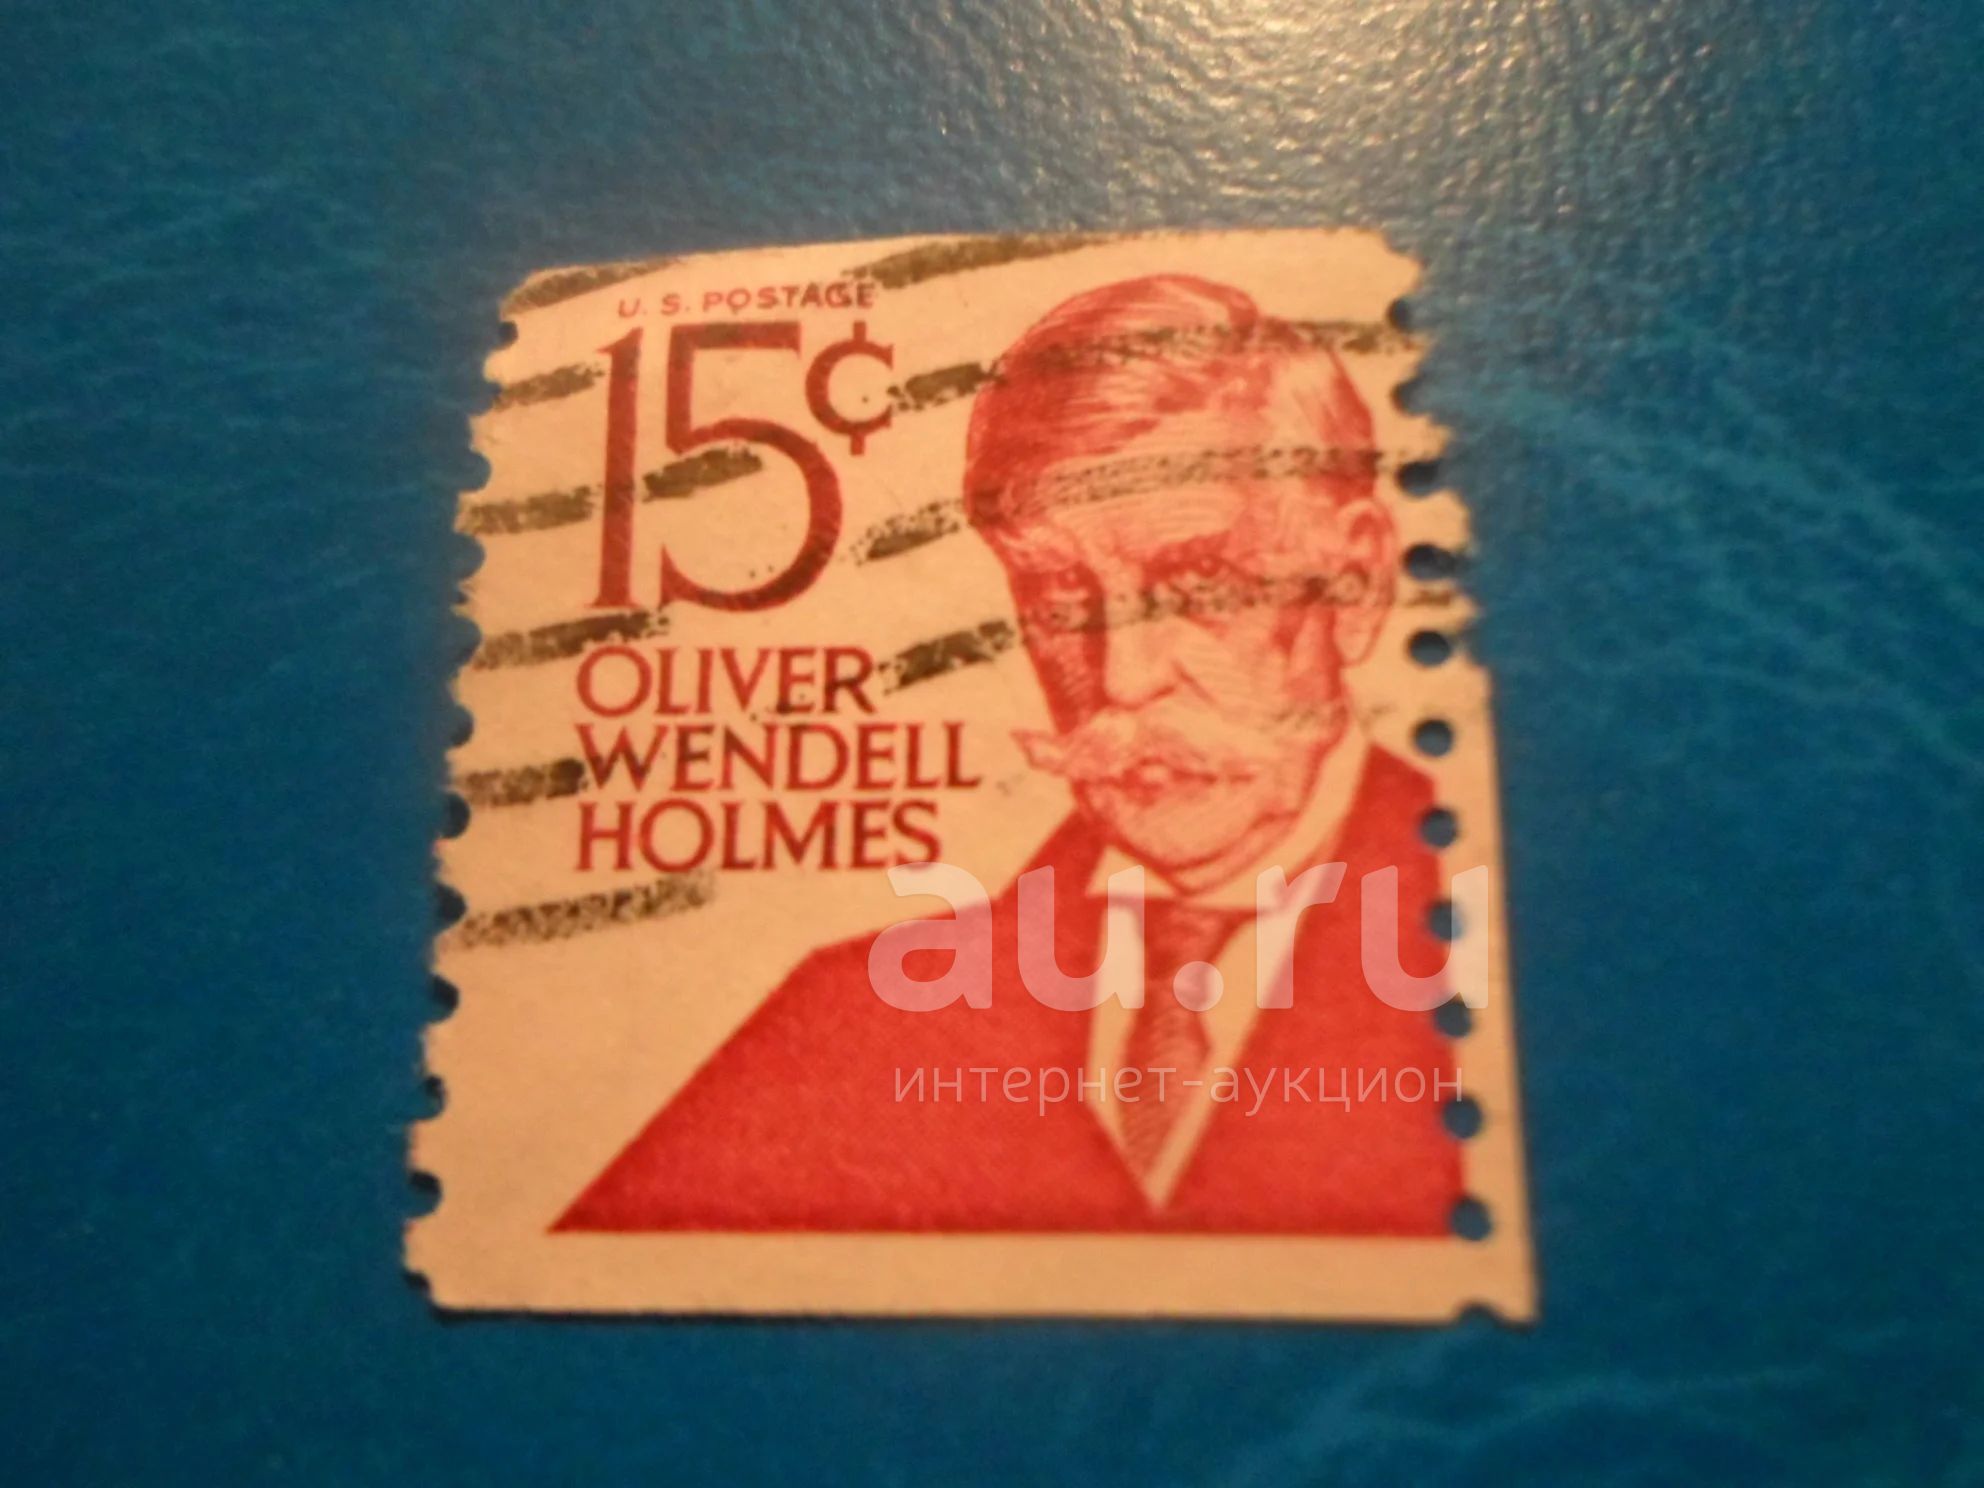 U. S. POSTAGE
15¢
OLIVER
WENDELL
HOLMES
au.ru
интернет-аукцион